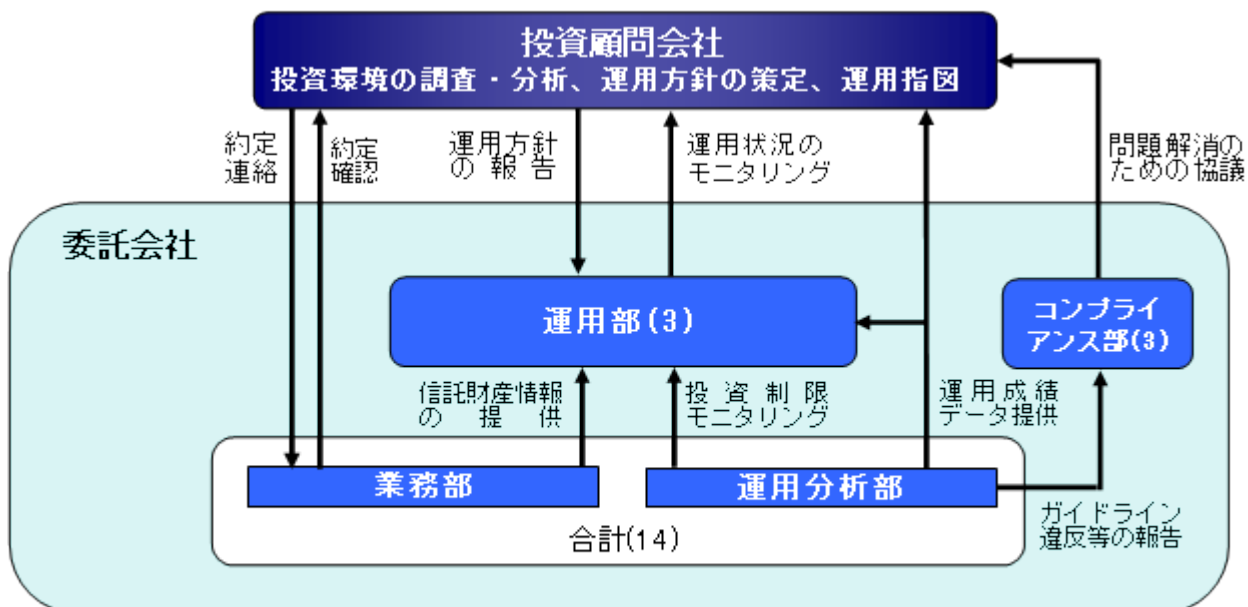 投資顧問会社
投資環境の調査・分析、運用方針の策定、運用指図
約定
連絡
約定
確認
運用方針
の報告
運用状況の
モニタリング
問題解消の
ための協議
委託会社
運用部(3)
コンプライ
アンス部(3)
信託財産情報
の提供
投資制限
モニタリング
運用成績
データ提供
業務部
運用分析部
合計(14)
ガイドライン
違反等の報告